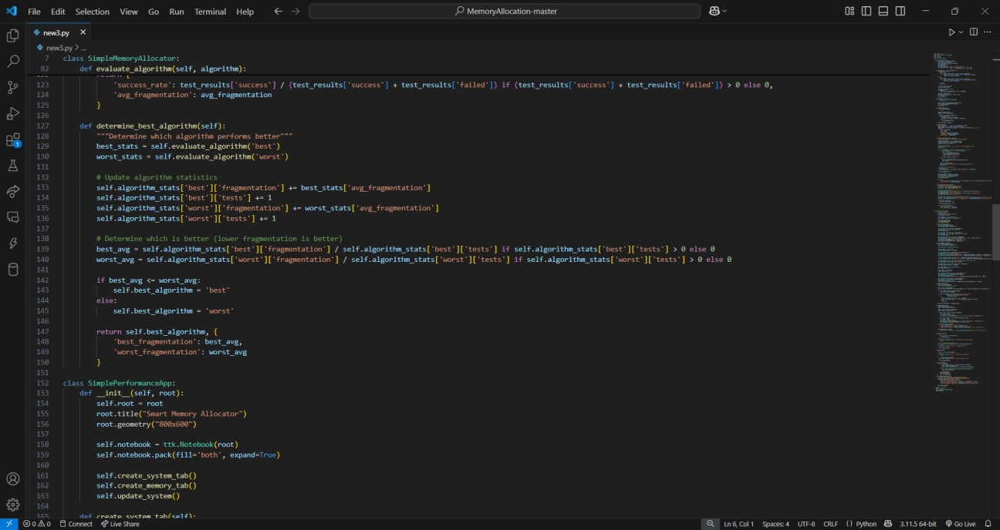 File Edit Selection View Go Run Terminal Help MemoryAllocation-master
new3.py
new3.py > ...
7 class SimpleMemoryAllocator:
82 def evaluate_algorithm(self, algorithm):
122 return {
123 'success_rate': test_results['success'] / (test_results['success'] + test_results['failed']) if (test_results['success'] + test_results['failed']) > 0 else 0,
124 'avg_fragmentation': avg_fragmentation
125 }
126
127 def determine_best_algorithm(self):
128 """Determine which algorithm performs better"""
129 best_stats = self.evaluate_algorithm('best')
130 worst_stats = self.evaluate_algorithm('worst')
131
132 # Update algorithm statistics
133 self.algorithm_stats['best']['fragmentation'] += best_stats['avg_fragmentation']
134 self.algorithm_stats['best']['tests'] += 1
135 self.algorithm_stats['worst']['fragmentation'] += worst_stats['avg_fragmentation']
136 self.algorithm_stats['worst']['tests'] += 1
137
138 # Determine which is better (lower fragmentation is better)
139 best_avg = self.algorithm_stats['best']['fragmentation'] / self.algorithm_stats['best']['tests'] if self.algorithm_stats['best']['tests'] > 0 else 0
140 worst_avg = self.algorithm_stats['worst']['fragmentation'] / self.algorithm_stats['worst']['tests'] if self.algorithm_stats['worst']['tests'] > 0 else 0
141
142 if best_avg <= worst_avg:
143 self.best_algorithm = 'best'
144 else:
145 self.best_algorithm = 'worst'
146
147 return self.best_algorithm, {
148 'best_fragmentation': best_avg,
149 'worst_fragmentation': worst_avg
150 }
151
152 class SimplePerformanceApp:
153 def __init__(self, root):
154 self.root = root
155 root.title("Smart Memory Allocator")
156 root.geometry("800x600")
157
158 self.notebook = ttk.Notebook(root)
159 self.notebook.pack(fill='both', expand=True)
160
161 self.create_system_tab()
162 self.create_memory_tab()
163 self.update_system()
164
165 def create_system_tab(self):
1
0 0 Connect Live Share Ln 6, Col 1 Spaces: 4 UTF-8 CRLF {} Python 3.11.5 64-bit Go Live